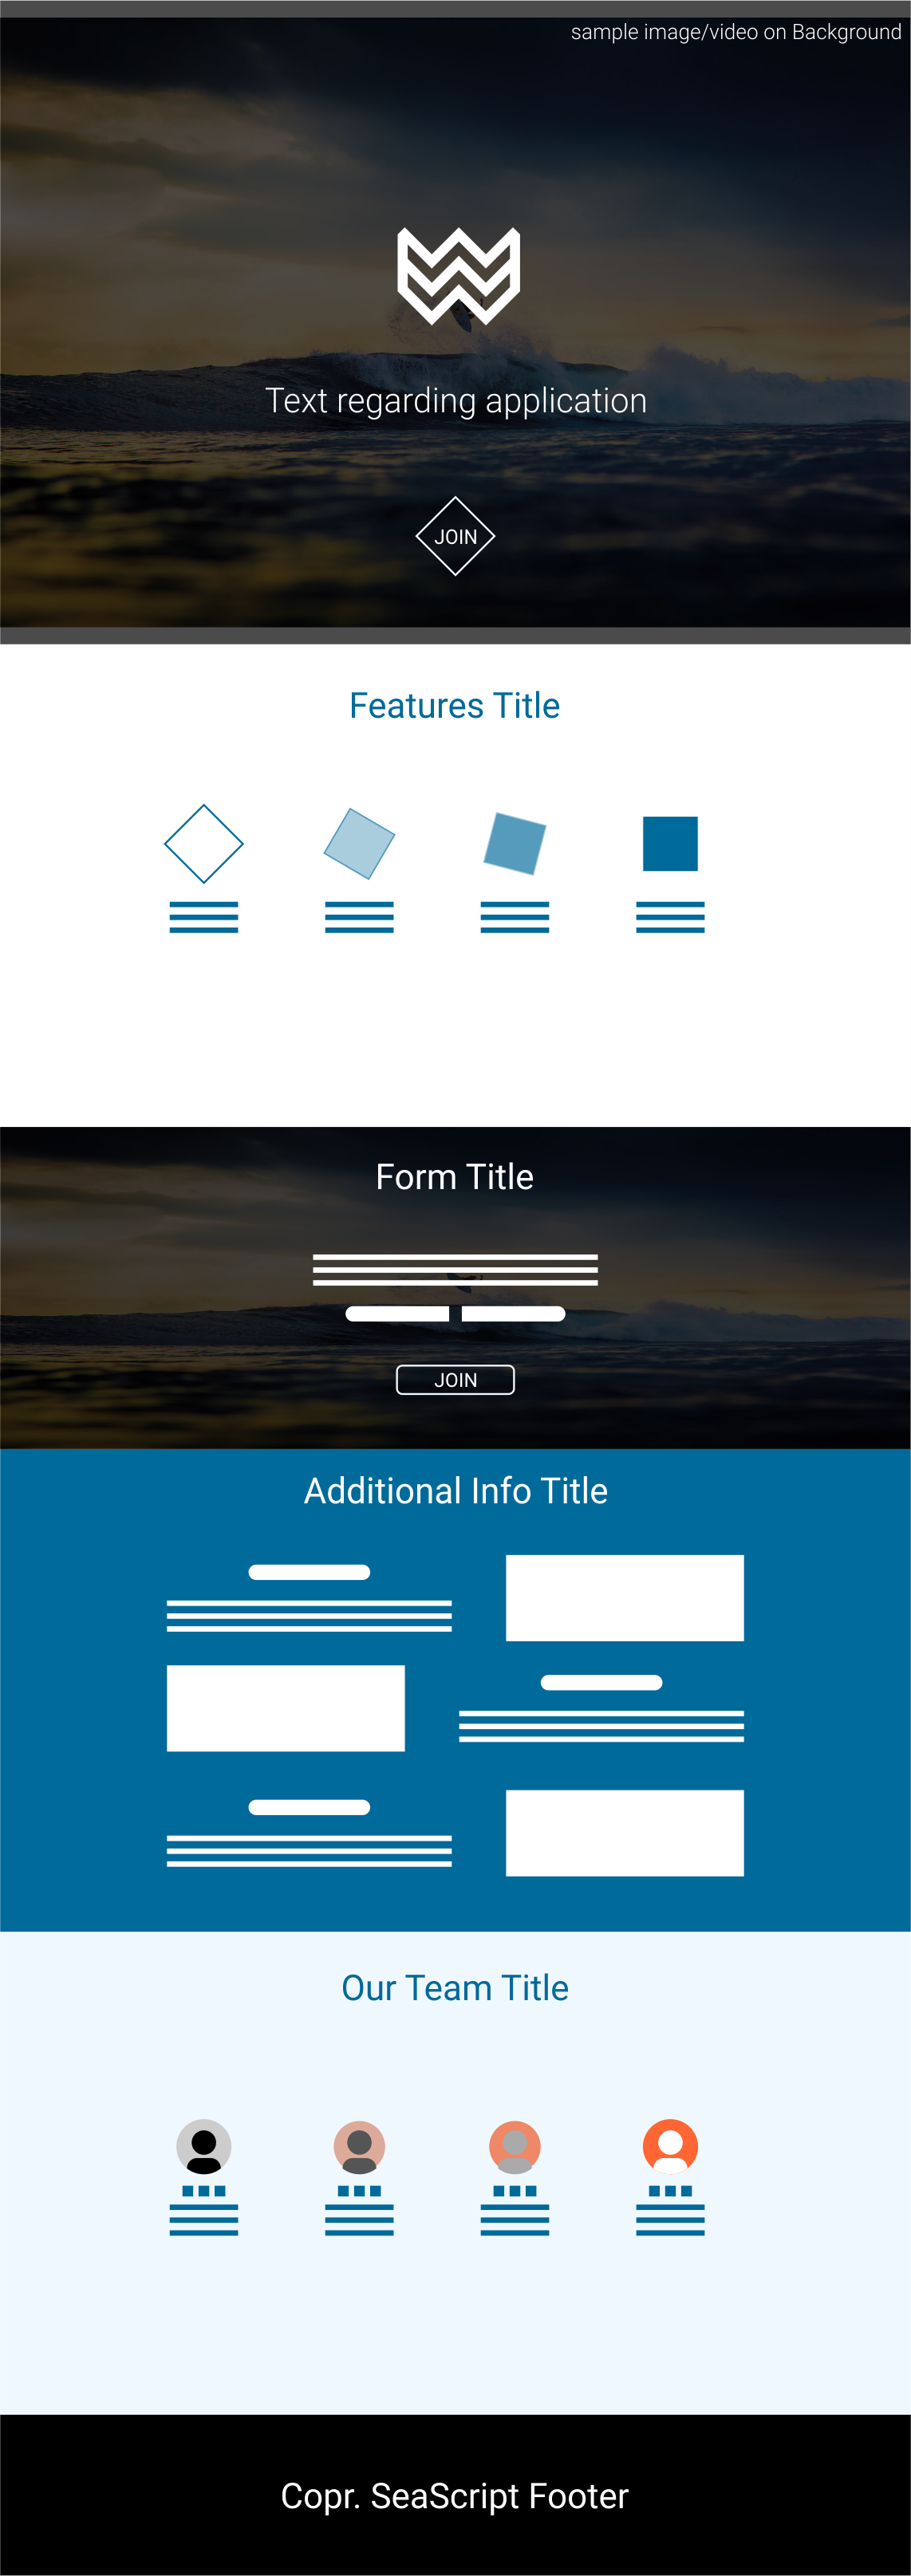 sample image/video on Background
Text regarding application
JOIN
Features Title
Form Title
JOIN
Additional Info Title
Our Team Title
Copr. SeaScript Footer